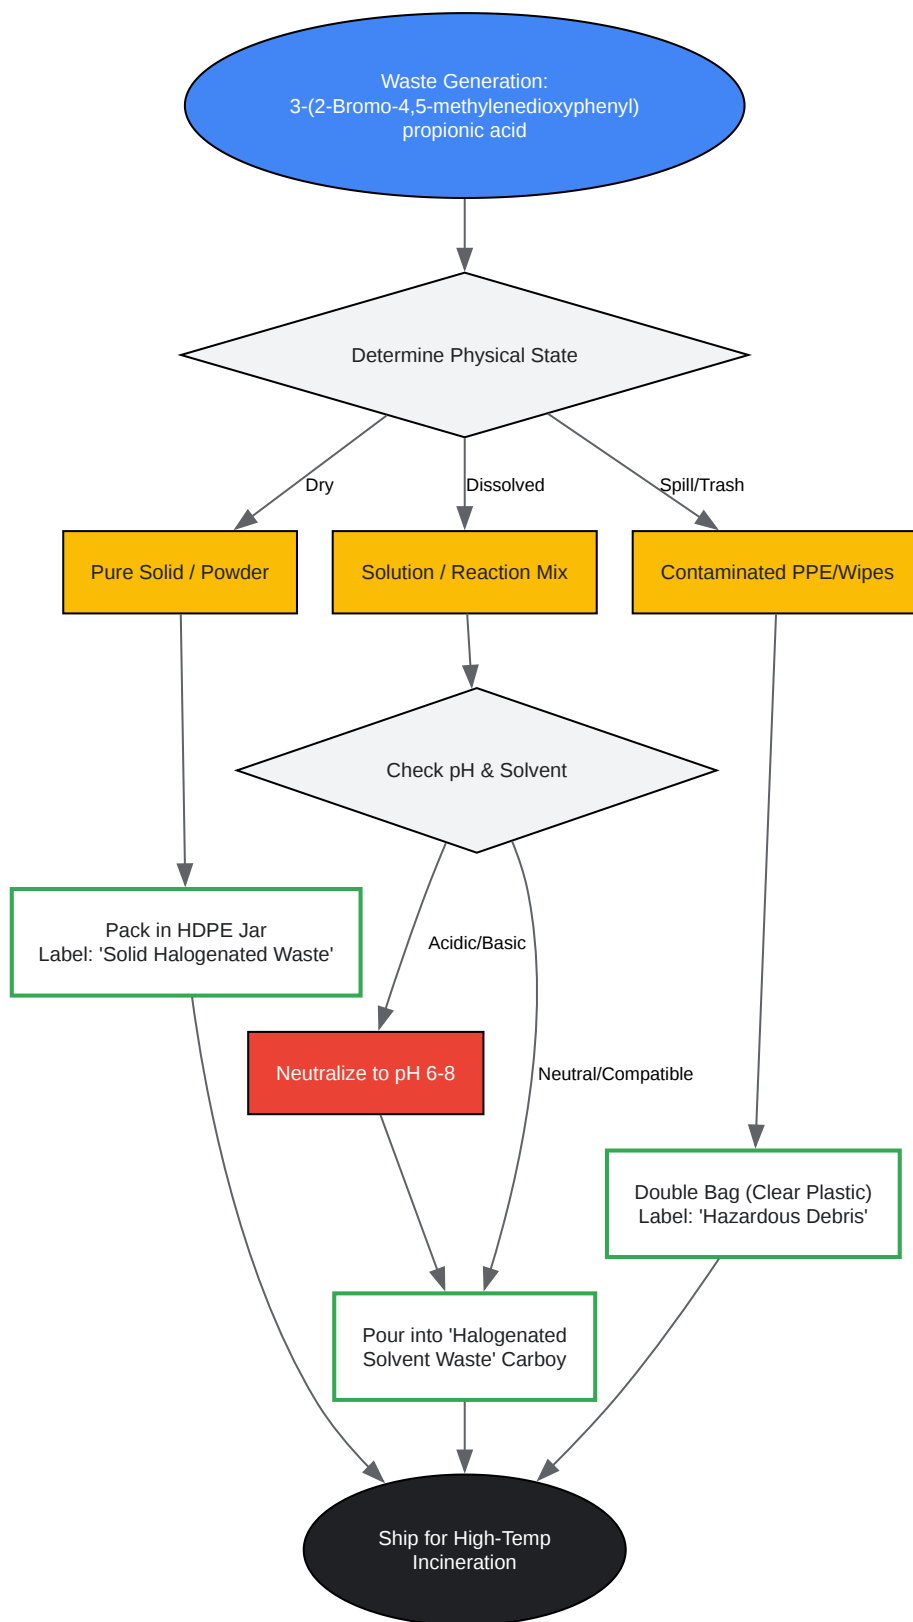 Waste Generation:
3-(2-Bromo-4,5-methylenedioxyphenyl)
propionic acid
Determine Physical State
Dry
Dissolved
Spill/Trash
Pure Solid / Powder
Solution / Reaction Mix
Contaminated PPE/Wipes
Check pH & Solvent
Pack in HDPE Jar
Label: 'Solid Halogenated Waste'
Acidic/Basic
Neutralize to pH 6-8
Neutral/Compatible
Double Bag (Clear Plastic)
Label: 'Hazardous Debris'
Pour into 'Halogenated
Solvent Waste' Carboy
Ship for High-Temp
Incineration